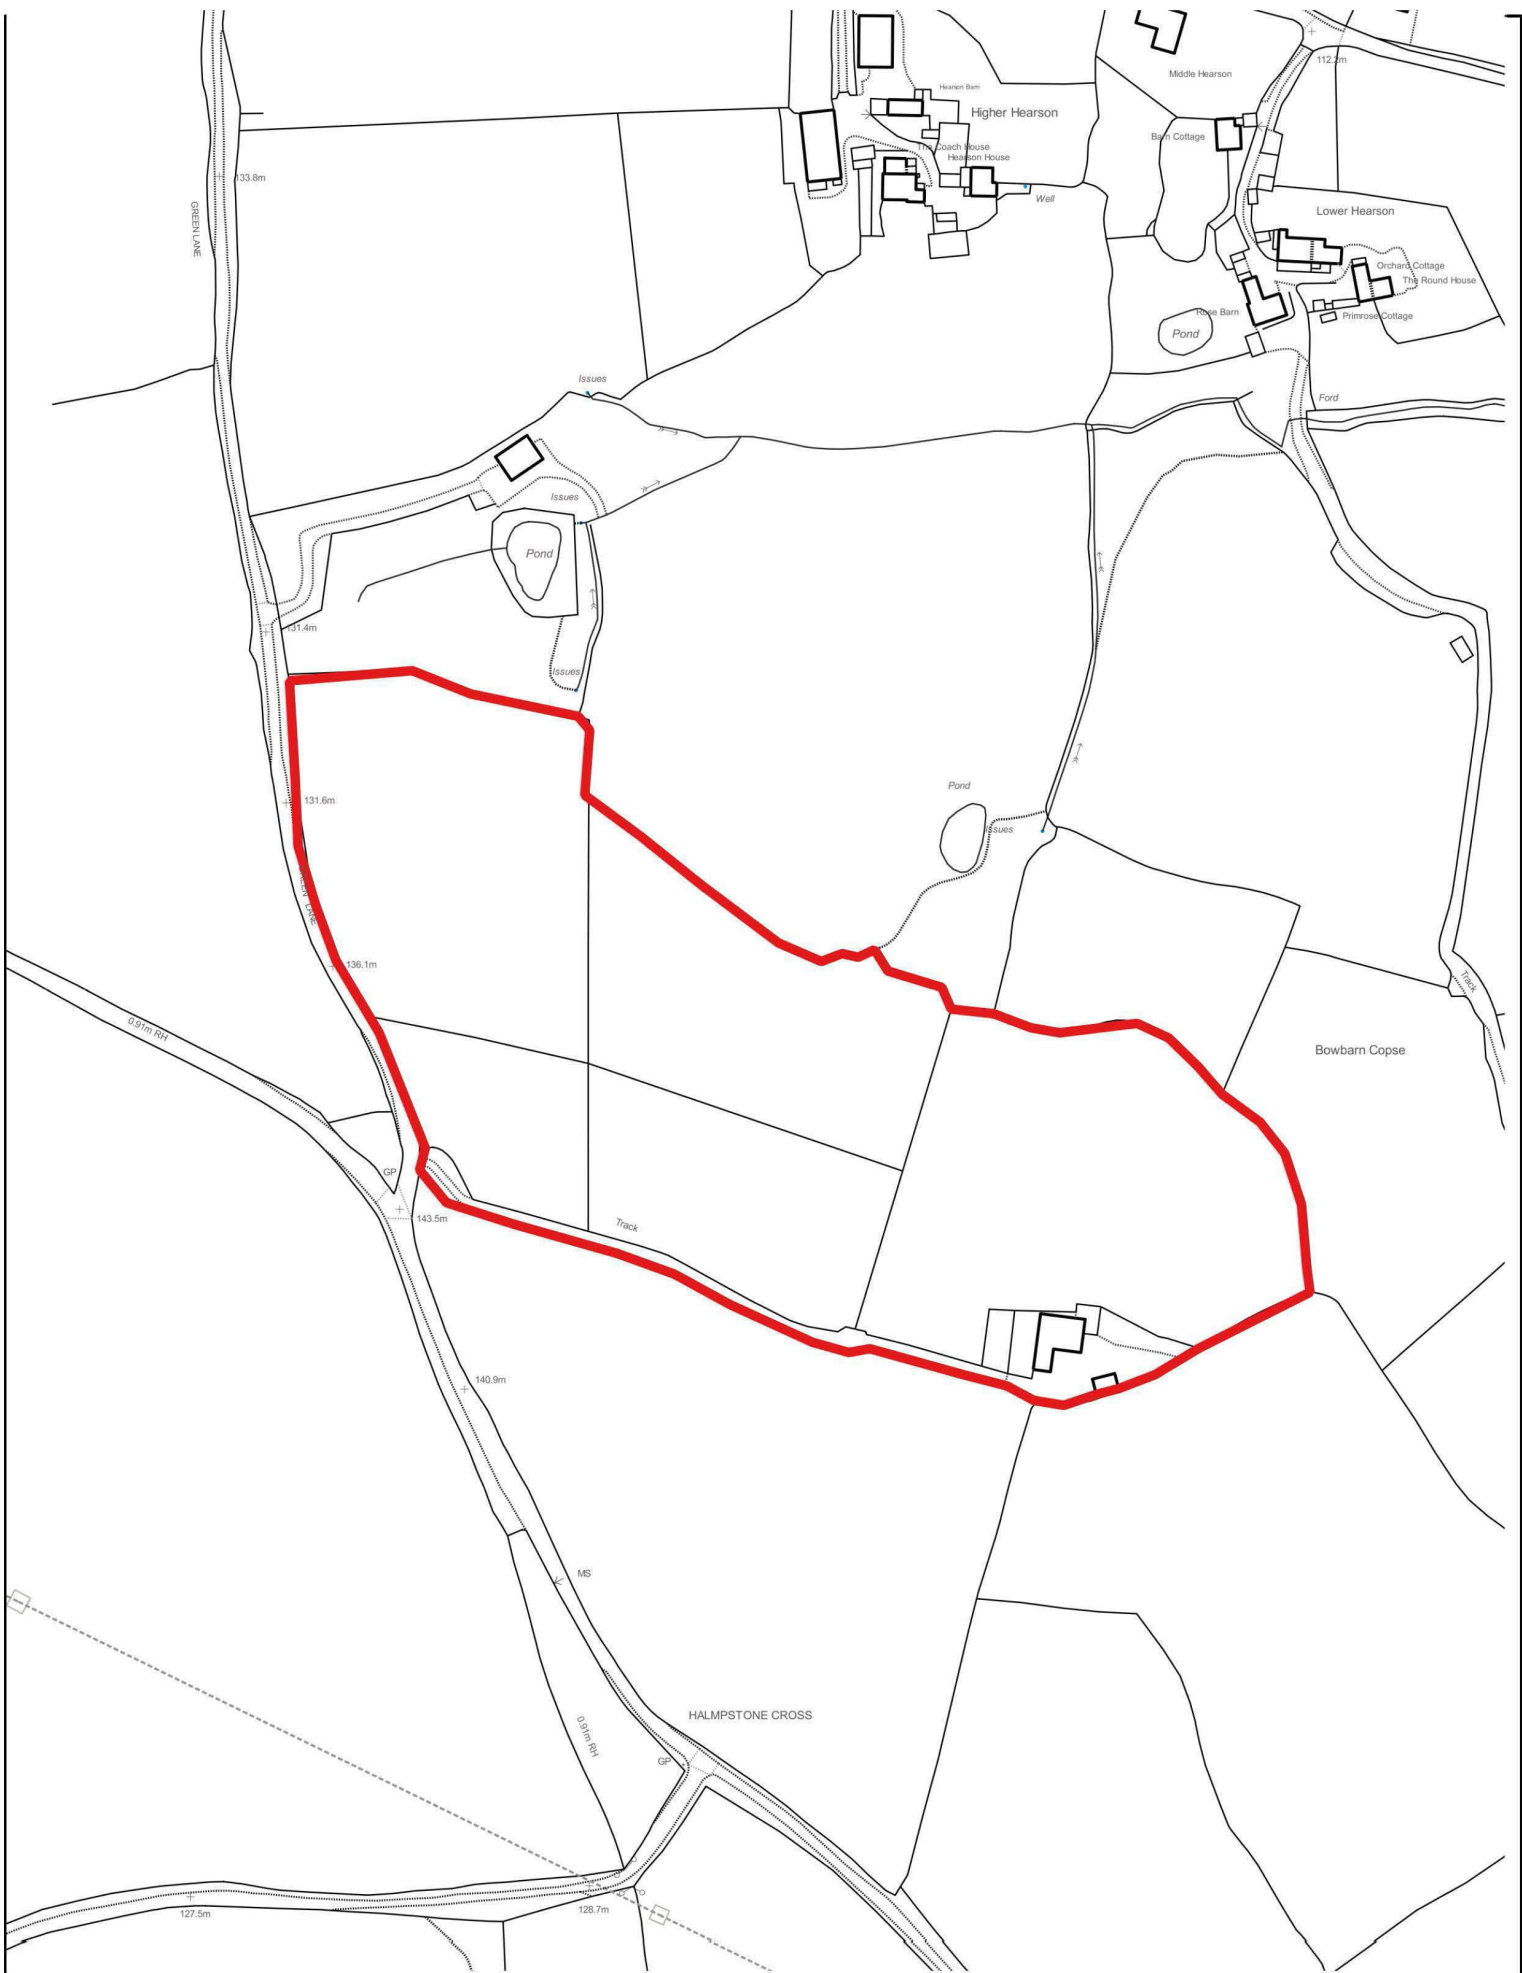 112.2m
Middle Hearson
Hearson Barn
Higher Hearson
Barn Cottage
The Coach House
Hearson House
133.8m
Well
GREEN LANE
Lower Hearson
Orchard Cottage
The Round House
Rose Barn
Primrose Cottage
Pond
Issues
Ford
Issues
Pond
131.4m
Issues
Pond
131.6m
Issues
GREEN LANE
136.1m
Track
0.91m RH
Bowbarn Copse
GP
143.5m
Track
140.9m
MS
HALMPSTONE CROSS
0.91m RH
GP
127.5m
128.7m